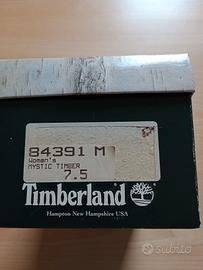 84391 M
Women's
MYSTIC TIMBER
7.5
Timberland
Hampton New Hampshire USA
subito